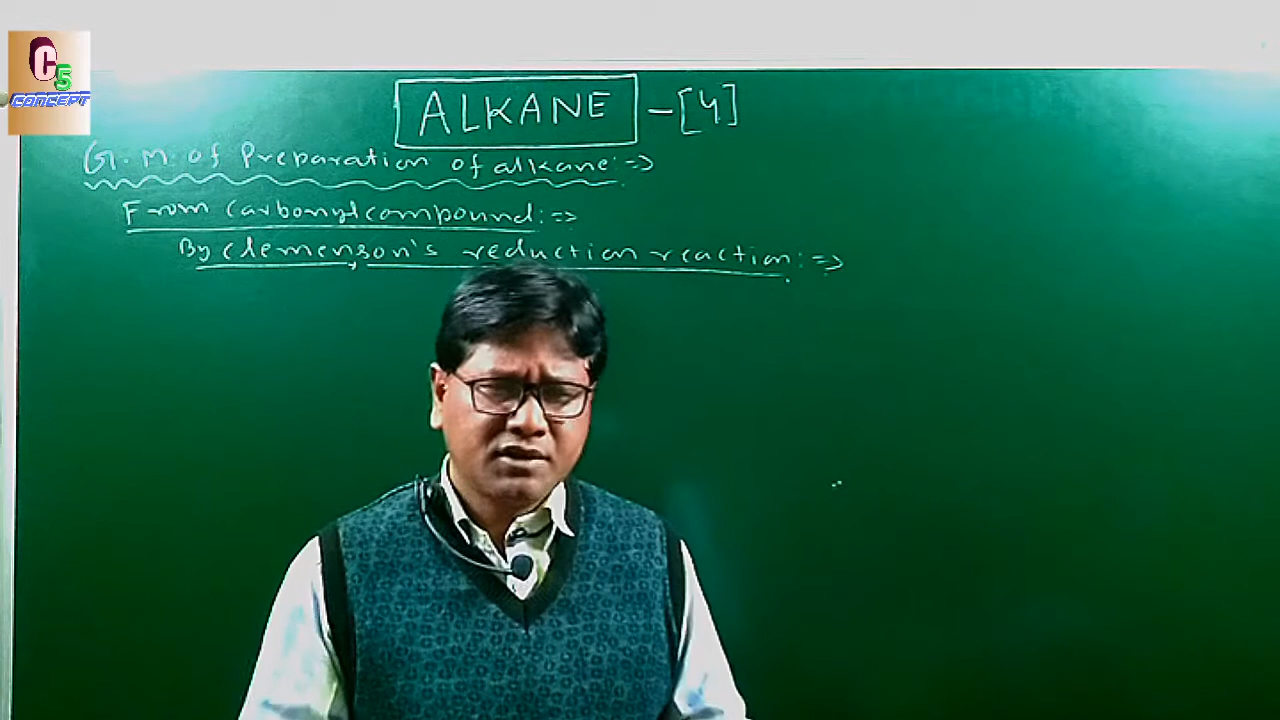 C5
CONCEPT
ALKANE -[4]
G.M. of Preparation of alkane:=>
From Carbonyl compound:=>
By Clemenson's reduction reaction:=>